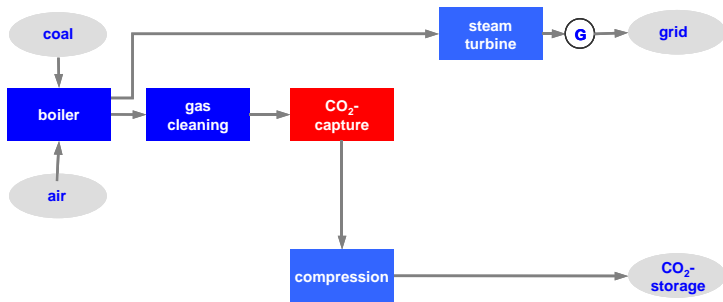 coal
steam
turbine
G
grid
boiler
gas
cleaning
CO₂-
capture
air
compression
CO₂-
storage